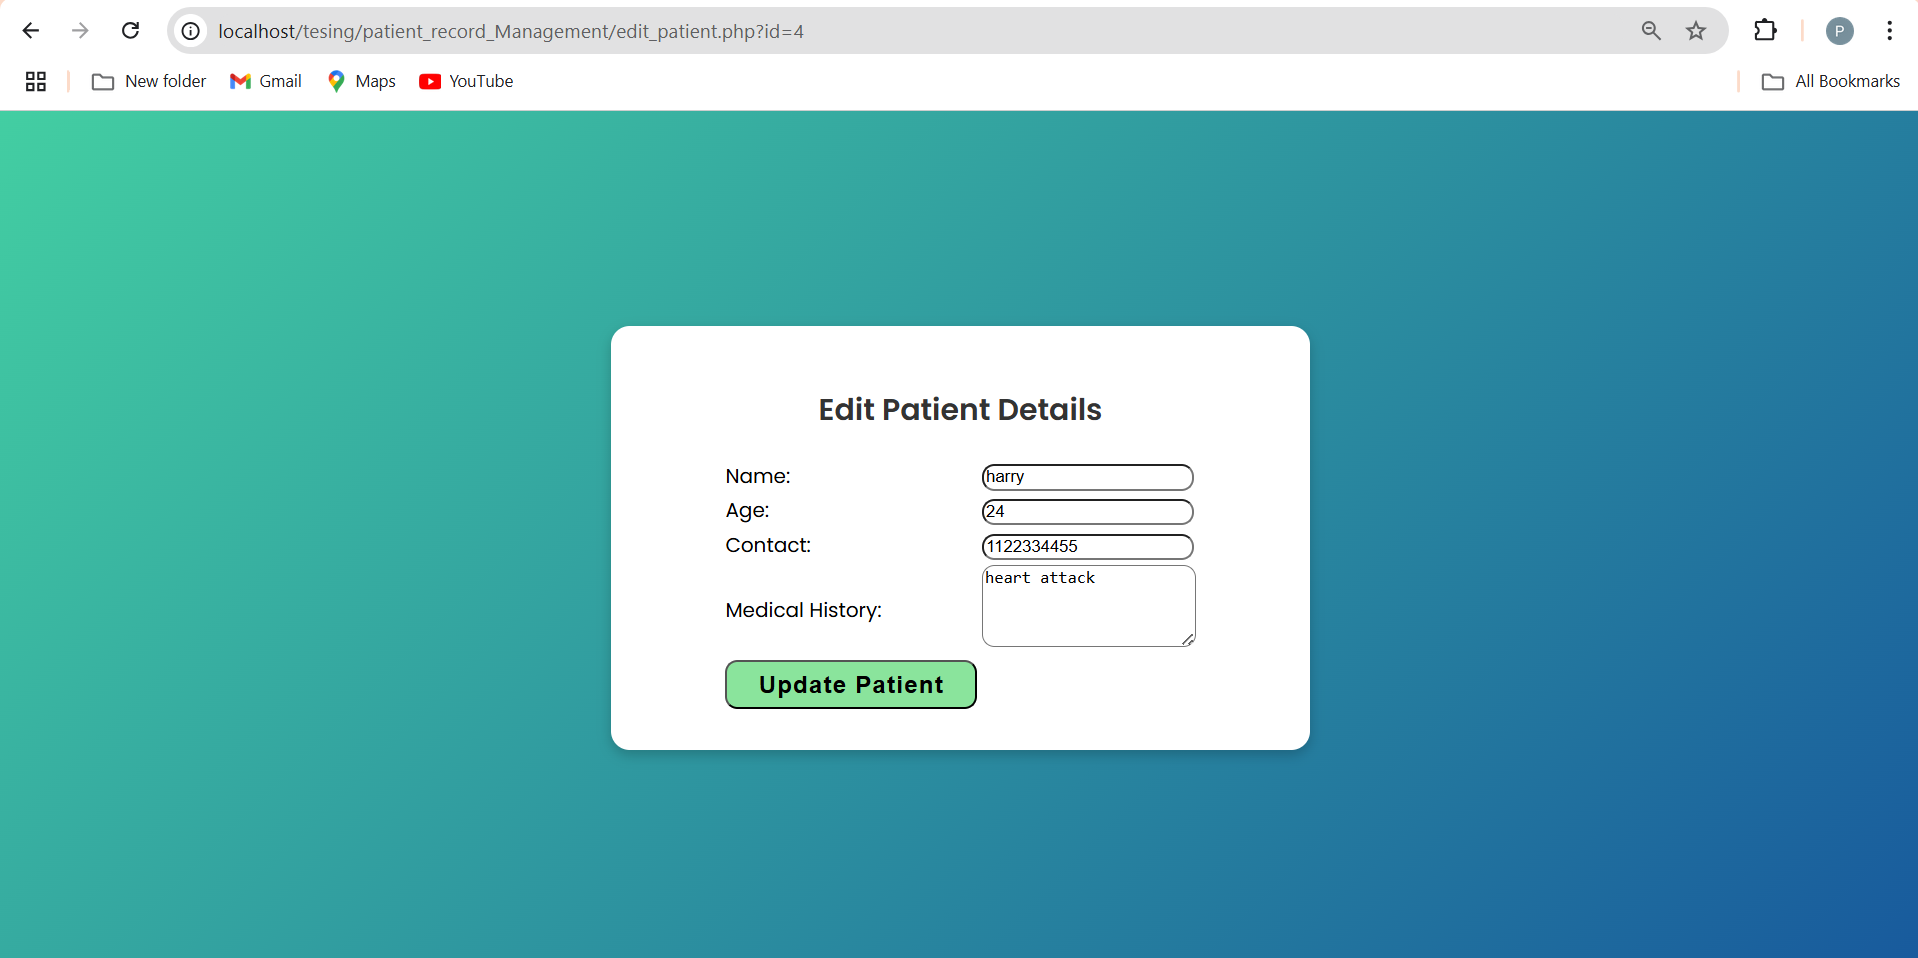 localhost/tesing/patient_record_Management/edit_patient.php?id=4
P
New folder Gmail Maps YouTube All Bookmarks
Edit Patient Details
Name: harry
Age: 24
Contact: 1122334455
Medical History: heart attack
Update Patient